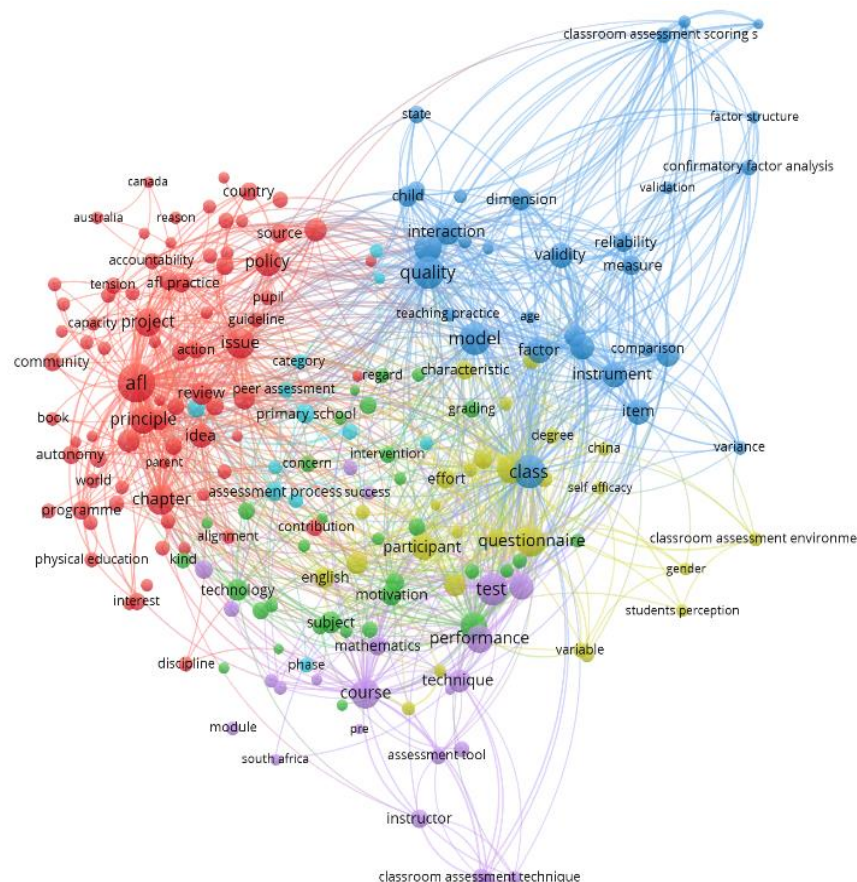 classroom assessment scoring s
state
factor structure
confirmatory factor analysis
canada
country
child
validation
dimension
australia
reason
source
interaction
reliability
accountability
policy
validity
measure
tension
afl practice
quality
pupil
capacity
project
guideline
teaching practice
age
action
issue
model
factor
comparison
community
category
characteristic
instrument
afl
review
peer assessment
regard
book
principle
primary school
grading
item
idea
autonomy
parent
concern
intervention
degree
china
variance
world
class
chapter
assessment process
success
effort
self efficacy
programme
contribution
alignment
participant
questionnaire
classroom assessment environme
physical education
kind
english
gender
interest
technology
motivation
test
students perception
subject
performance
mathematics
variable
discipline
phase
technique
course
module
pre
south africa
assessment tool
instructor
classroom assessment technique